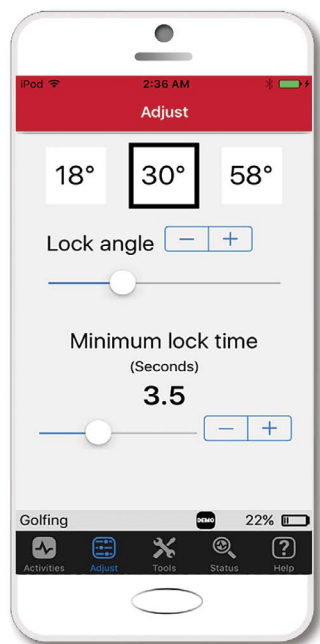 iPod 2:36 AM
Adjust
18° 30° 58°
Lock angle − +
Minimum lock time
(Seconds)
3.5
− +
Golfing DEMO 22%
Activities Adjust Tools Status Help